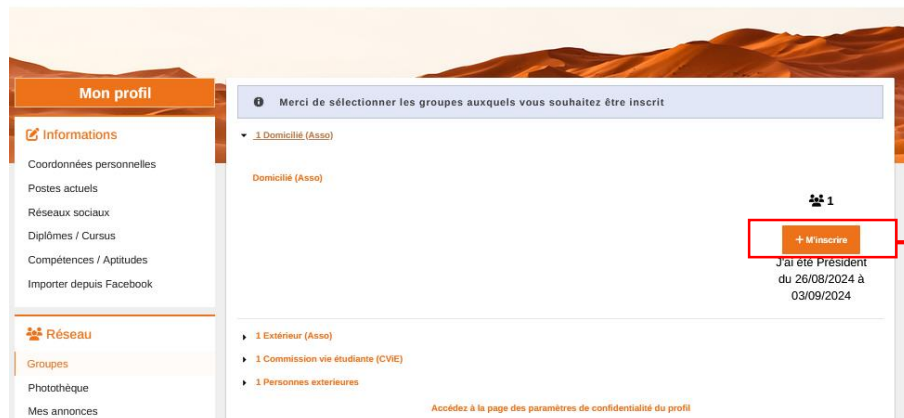 Mon profil
Informations
Coordonnées personnelles
Postes actuels
Réseaux sociaux
Diplômes / Cursus
Compétences / Aptitudes
Importer depuis Facebook
Réseau
Groupes
Photothèque
Mes annonces
Merci de sélectionner les groupes auxquels vous souhaitez être inscrit
1 Domicilié (Asso)
Domicilié (Asso)
1
+ M'inscrire
J'ai été Président
du 26/08/2024 à
03/09/2024
1 Extérieur (Asso)
1 Commission vie étudiante (CViE)
1 Personnes exterieures
Accédez à la page des paramètres de confidentialité du profil